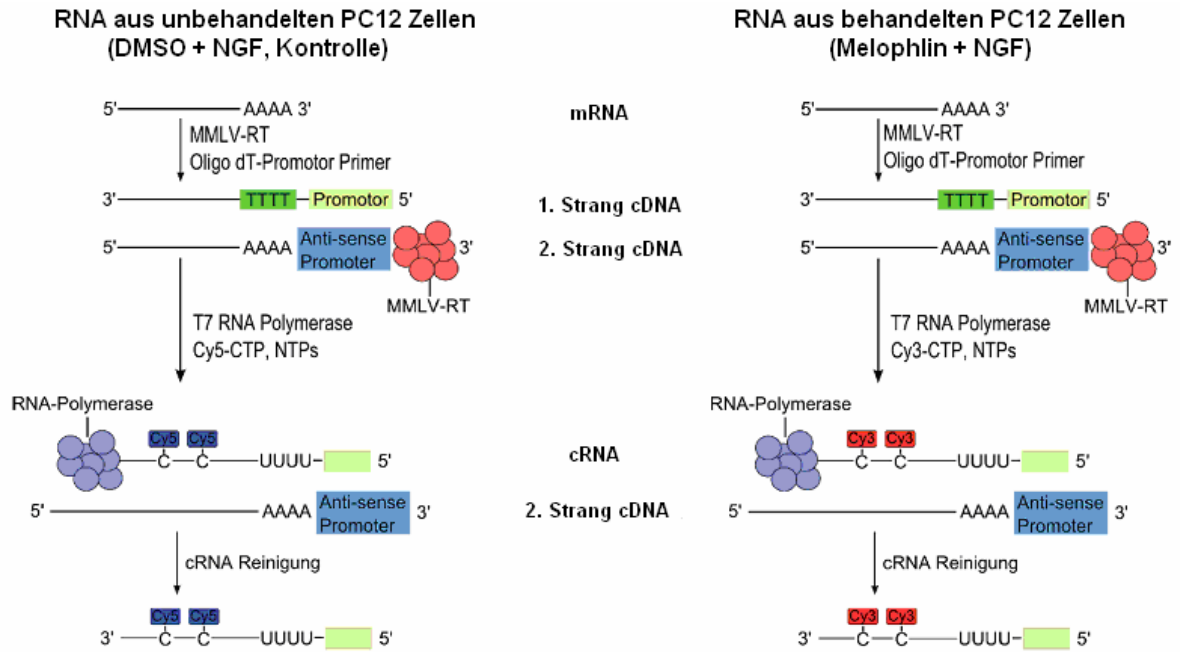 RNA aus unbehandelten PC12 Zellen
(DMSO + NGF, Kontrolle)
RNA aus behandelten PC12 Zellen
(Melophlin + NGF)
5' AAAA 3'
mRNA
5' AAAA 3'
MMLV-RT
Oligo dT-Promotor Primer
MMLV-RT
Oligo dT-Promotor Primer
3' TTTT Promotor 5'
1. Strang cDNA
3' TTTT Promotor 5'
5' AAAA Anti-sense
Promoter 3'
2. Strang cDNA
5' AAAA Anti-sense
Promoter 3'
MMLV-RT
MMLV-RT
T7 RNA Polymerase
Cy5-CTP, NTPs
T7 RNA Polymerase
Cy3-CTP, NTPs
RNA-Polymerase
RNA-Polymerase
Cy5 Cy5
Cy3 Cy3
C C UUUU 5'
cRNA
C C UUUU 5'
5' AAAA Anti-sense
Promoter 3'
2. Strang cDNA
5' AAAA Anti-sense
Promoter 3'
cRNA Reinigung
cRNA Reinigung
Cy5 Cy5
Cy3 Cy3
3' C C UUUU 5'
3' C C UUUU 5'